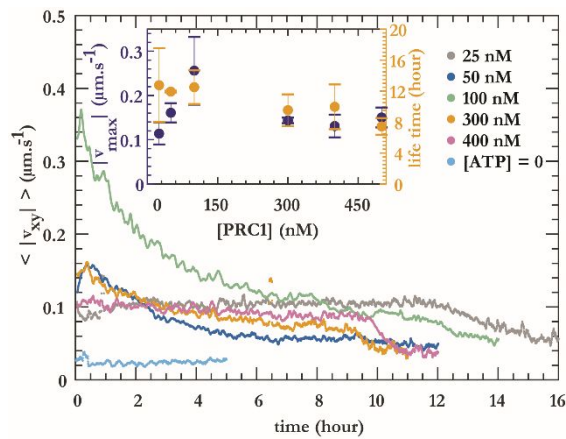 0.5
0.4
0.3
0.2
0.1
0
< |v_xy| > (μm.s⁻¹)
0 2 4 6 8 10 12 14 16
time (hour)
0.3
0.2
0.1
0
|v_max| (μm.s⁻¹)
20
16
12
8
4
0
life time (hour)
0 150 300 450
[PRC1] (nM)
25 nM
50 nM
100 nM
300 nM
400 nM
[ATP] = 0